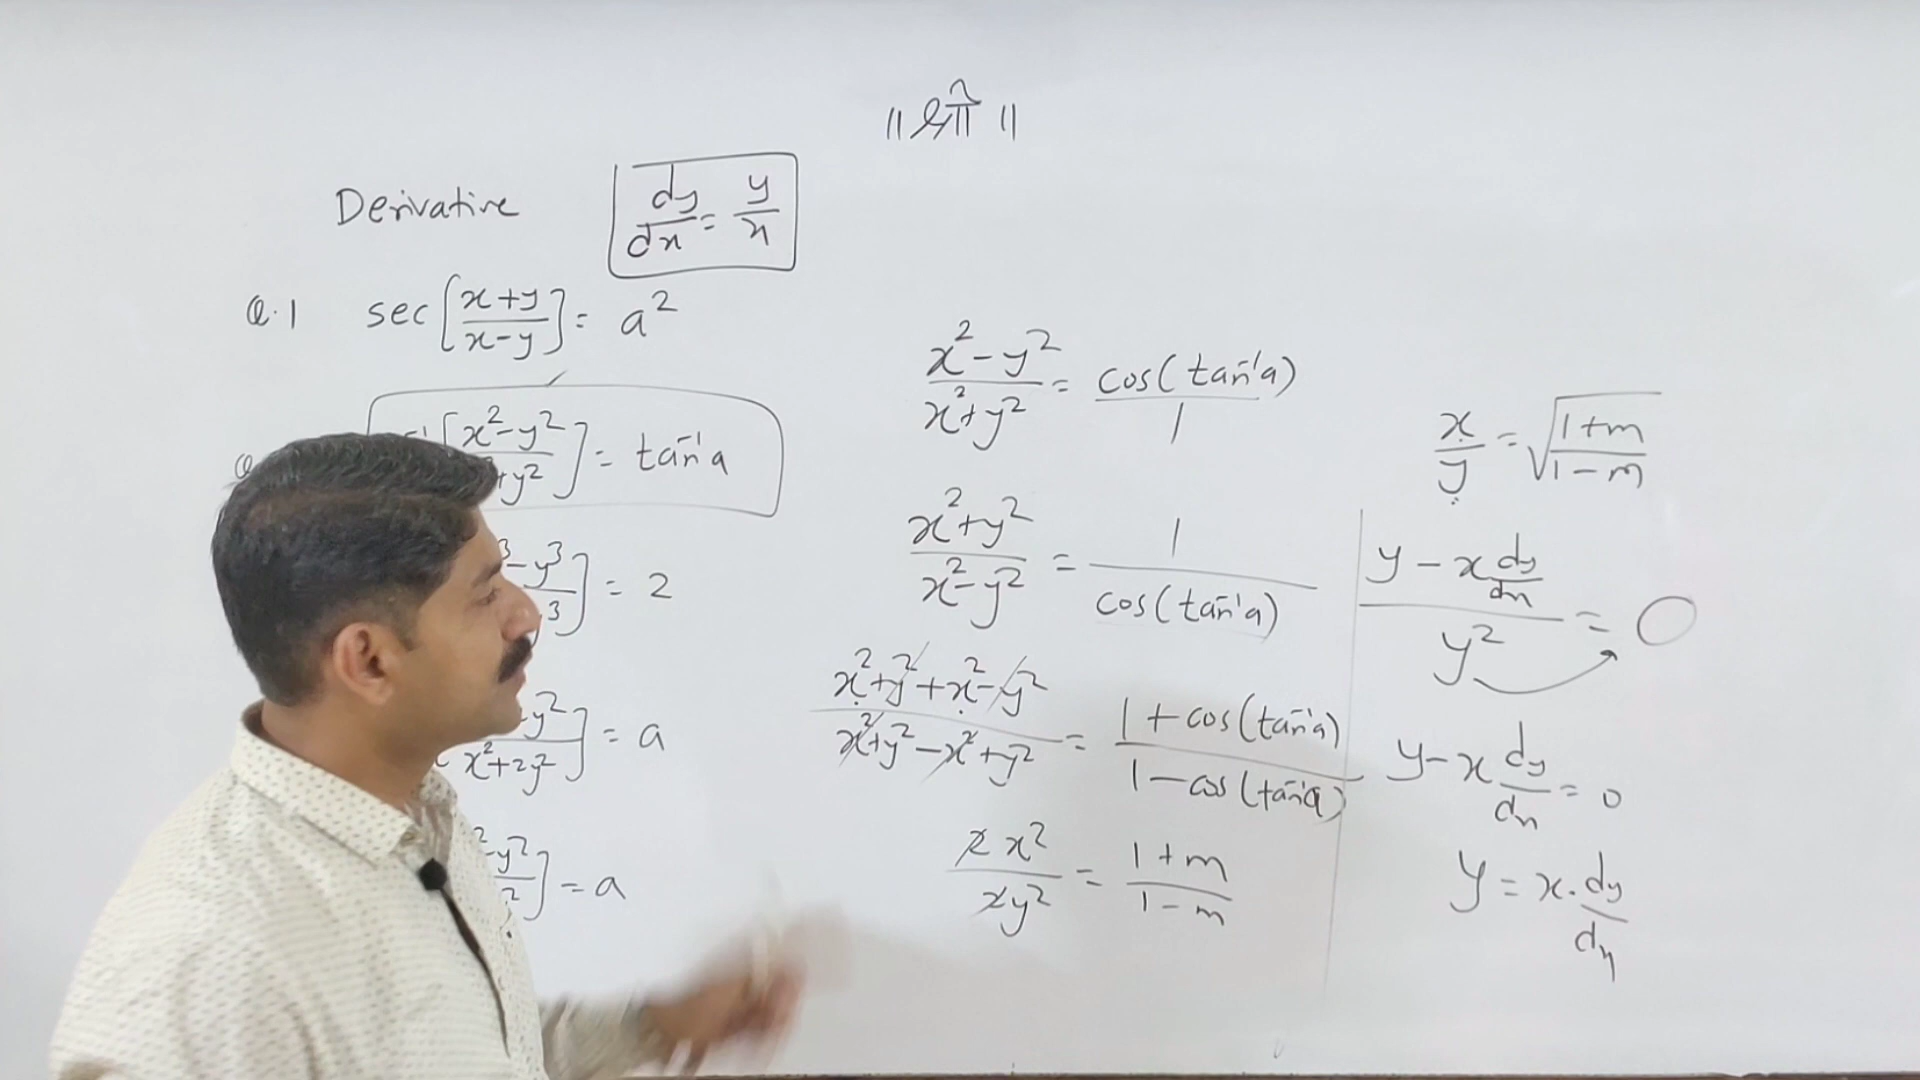 ॥ श्री ॥
Derivative dy/dx = y/x
Q.1 sec[(x+y)/(x-y)] = a²
[(x²-y²)/(+y²)] = tan⁻¹a
³-y³]/³ = 2
-y²/(x²+2y²)] = a
²-y²/²] = a
(x²-y²)/(x²+y²) = cos(tan⁻¹a)/1
(x²+y²)/(x²-y²) = 1/cos(tan⁻¹a)
(x²+y²+x²-y²)/(x²+y²-x²+y²) = (1+cos(tan⁻¹a))/(1-cos(tan⁻¹a))
2x²/2y² = (1+m)/(1-m)
x/y = √((1+m)/(1-m))
(y - x dy/dx)/y² = 0
y - x dy/dx = 0
y = x. dy/dx